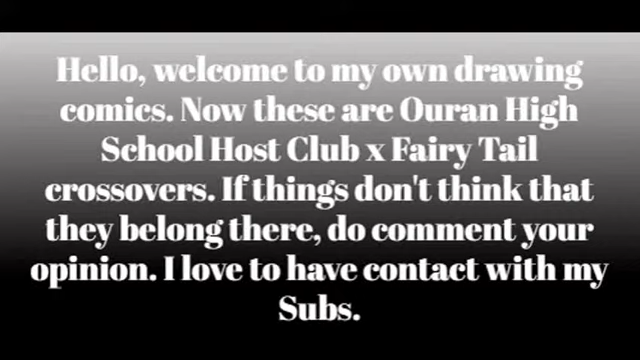 Hello, welcome to my own drawing
comics. Now these are Ouran High
School Host Club x Fairy Tail
crossovers. If things don't think that
they belong there, do comment your
opinion. I love to have contact with my
Subs.